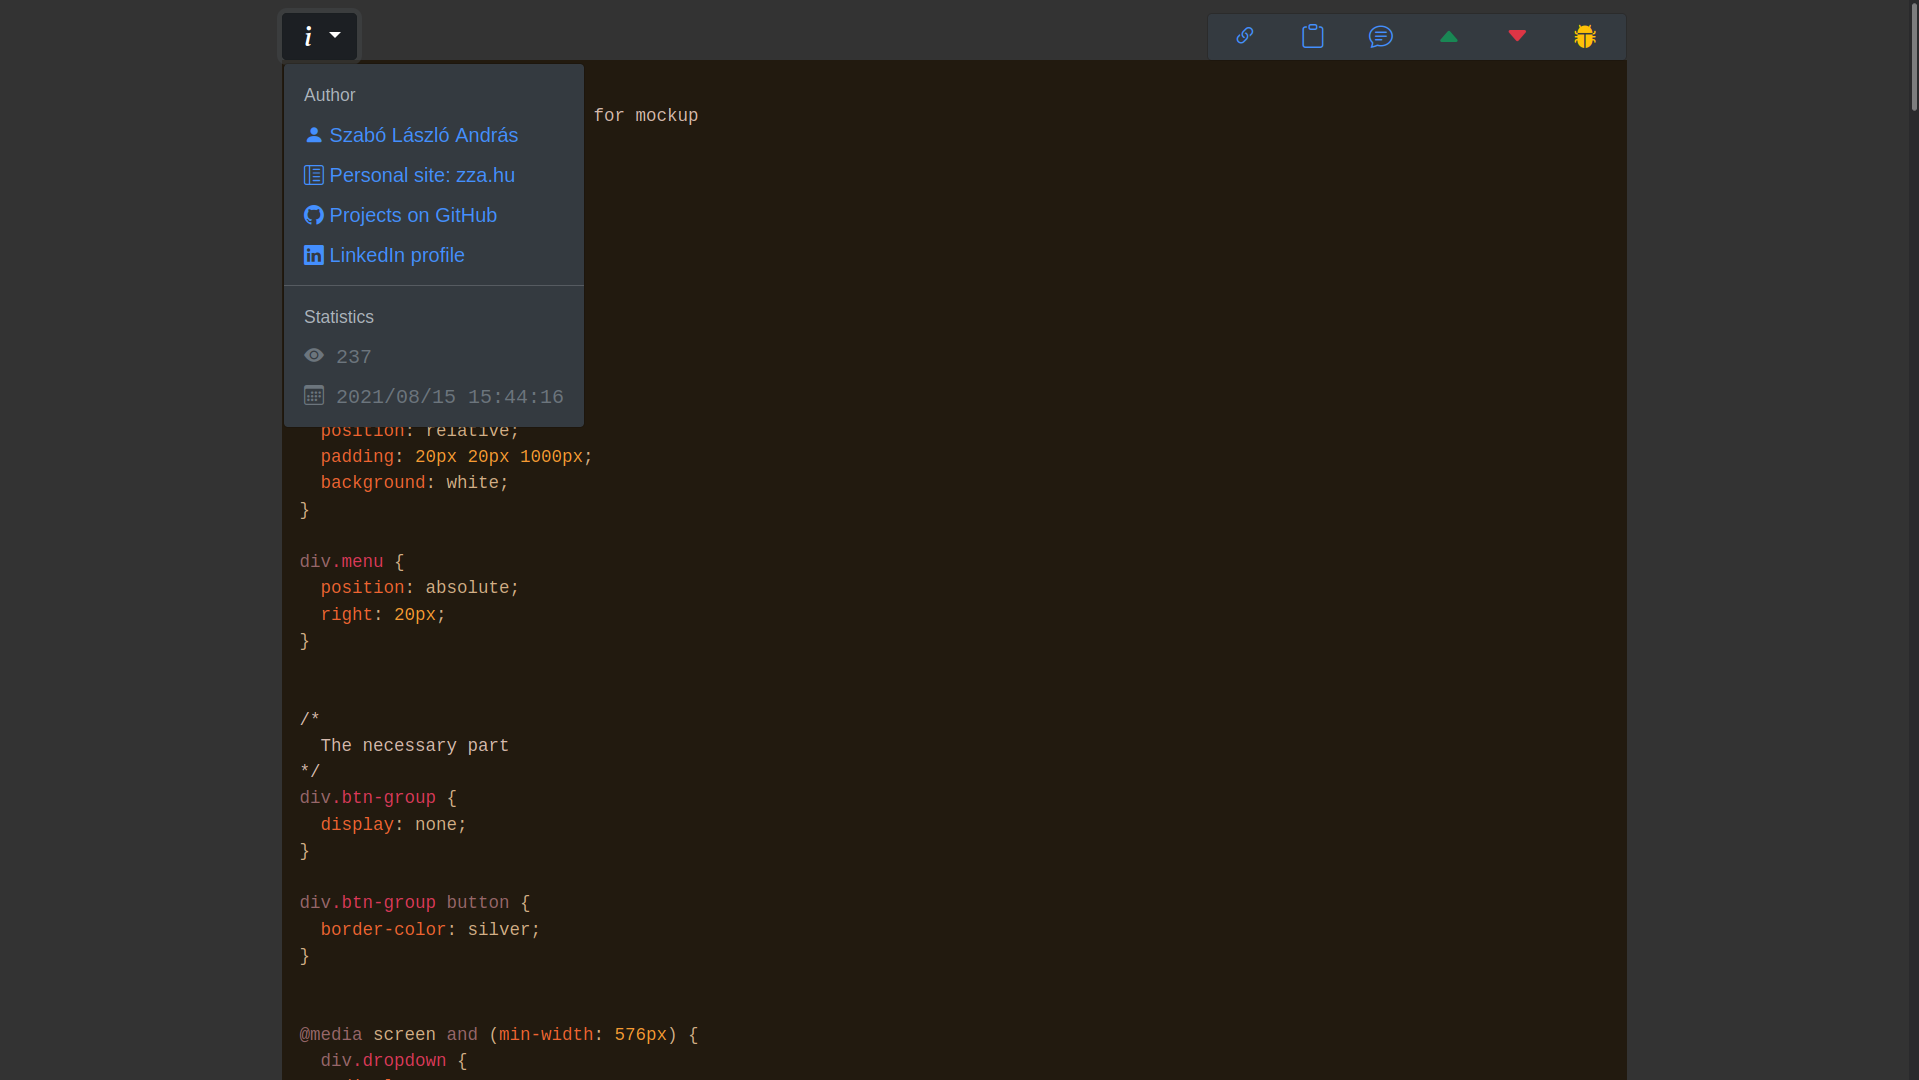 i
Author
Szabó László András
Personal site: zza.hu
Projects on GitHub
LinkedIn profile
Statistics
237
2021/08/15 15:44:16
for mockup
position: relative;
padding: 20px 20px 1000px;
background: white;
}
div.menu {
position: absolute;
right: 20px;
}
/*
The necessary part
*/
div.btn-group {
display: none;
}
div.btn-group button {
border-color: silver;
}
@media screen and (min-width: 576px) {
div.dropdown {